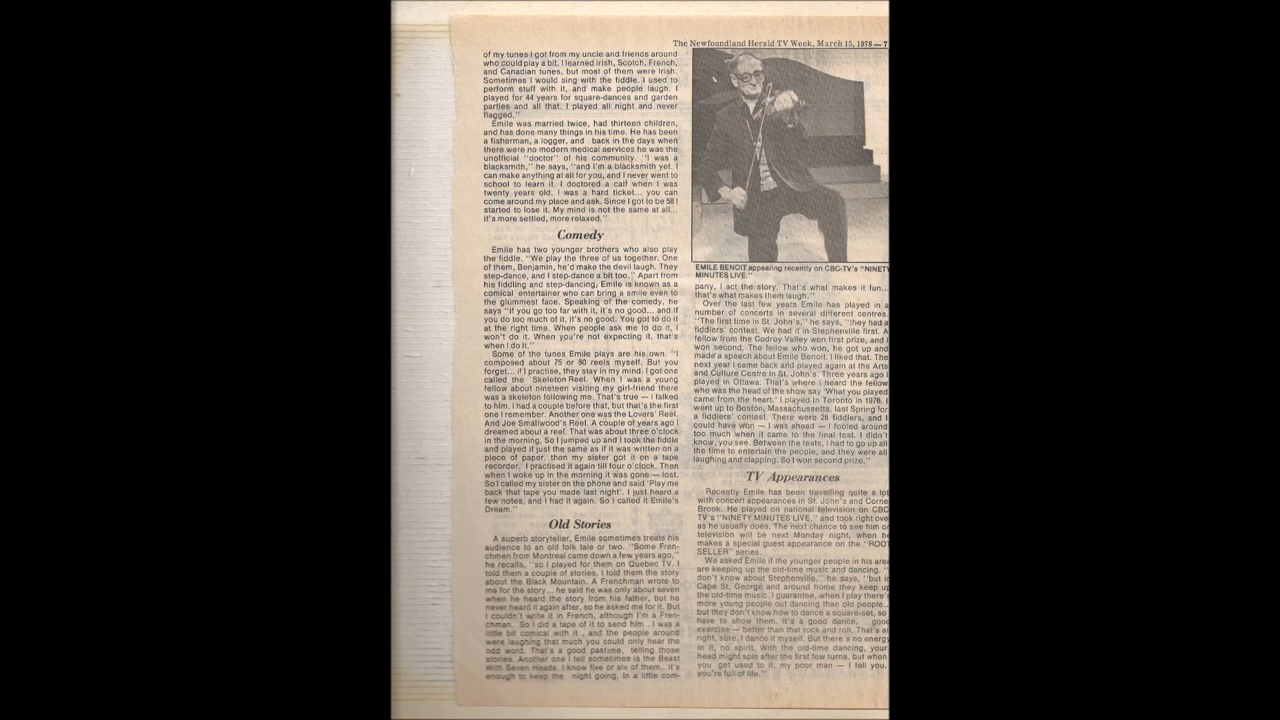 The Newfoundland Herald TV Week, March 15, 1978 — 7
of my tunes I got from my uncle and friends around
who could play a bit. I learned Irish, Scotch, French,
and Canadian tunes, but most of them were Irish.
Sometimes I would sing with the fiddle. I used to
perform stuff with it, and make people laugh. I
played for 44 years for square-dances and garden
parties and all that. I played all night and never
flagged."
Emile was married twice, had thirteen children,
and has done many things in his time. He has been
a fisherman, a logger, and back in the days when
there were no modern medical services he was the
unofficial "doctor" of his community. "I was a
blacksmith," he says, "and I'm a blacksmith yet. I
can make anything at all for you, and I never went to
school to learn it. I doctored a calf when I was
twenty years old. I was a hard ticket... you can
come around my place and ask. Since I got to be 58 I
started to lose it. My mind is not the same at all...
it's more settled, more relaxed."
Comedy
Emile has two younger brothers who also play
the fiddle. "We play the three of us together. One
of them, Benjamin, he'd make the devil laugh. They
step-dance, and I step-dance a bit too." Apart from
his fiddling and step-dancing, Emile is known as a
comical entertainer who can bring a smile even to
the glummest face. Speaking of the comedy, he
says "if you go too far with it, it's no good... and if
you do too much of it, it's no good. You got to do it
at the right time. When people ask me to do it, I
won't do it. When you're not expecting it, that's
when I do it."
Some of the tunes Emile plays are his own. "I
composed about 75 or 80 reels myself. But you
forget... if I practise, they stay in my mind. I got one
called the Skeleton Reel. When I was a young
fellow about nineteen visiting my girl-friend there
was a skeleton following me. That's true — I talked
to him. I had a couple before that, but that's the first
one I remember. Another one was the Lovers' Reel.
And Joe Smallwood's Reel. A couple of years ago I
dreamed about a reel. That was about three o'clock
in the morning. So I jumped up and I took the fiddle
and played it just the same as if it was written on a
piece of paper, then my sister got it on a tape
recorder. I practised it again till four o'clock. Then
when I woke up in the morning it was gone — lost.
So I called my sister on the phone and said 'Play me
back that tape you made last night'. I just heard a
few notes, and I had it again. So I called it Emile's
Dream."
Old Stories
A superb storyteller, Emile sometimes treats his
audience to an old folk tale or two. "Some Fren-
chmen from Montreal came down a few years ago,"
he recalls, "so I played for them on Quebec TV. I
told them a couple of stories. I told them the story
about the Black Mountain. A Frenchman wrote to
me for the story... he said he was only about seven
when he heard the story from his father, but he
never heard it again after, so he asked me for it. But
I couldn't write it in French, although I'm a Fren-
chman. So I did a tape of it to send him . I was a
little bit comical with it , and the people around
were laughing that much you could only hear the
odd word. That's a good pastime, telling those
stories. Another one I tell sometimes is the Beast
With Seven Heads. I know five or six of them.. it's
enough to keep the night going. In a little com-
EMILE BENOIT appearing recently on CBC-TV's "NINETY
MINUTES LIVE."
pany, I act the story. That's what makes it fun...
that's what makes them laugh."
Over the last few years Emile has played in a
number of concerts in several different centres.
"The first time in St. John's," he says, "they had a
fiddlers' contest. We had it in Stephenville first. A
fellow from the Codroy Valley won first prize, and I
won second. The fellow who won, he got up and
made a speech about Emile Benoit. I liked that. The
next year I came back and played again at the Arts
and Culture Centre in St. John's. Three years ago I
played in Ottawa. That's where I heard the fellow
who was the head of the show say 'What you played
came from the heart.' I played in Toronto in 1976. I
went up to Boston, Massachussetts, last Spring for
a fiddlers' contest. There were 26 fiddlers, and I
could have won — I was ahead — I fooled around
too much when it came to the final test. I didn't
know, you see. Between the tests, I had to go up all
the time to entertain the people, and they were all
laughing and clapping. So I won second prize."
TV Appearances
Recently Emile has been travelling quite a lot
with concert appearances in St. John's and Corne
Brook. He played on national television on CBC
TV's "NINETY MINUTES LIVE," and took right ove
as he usually does. The next chance to see him on
television will be next Monday night, when he
makes a special guest appearance on the "ROOT
SELLER" series.
We asked Emile if the younger people in his area
are keeping up the old-time music and dancing. "
don't know about Stephenville," he says, "but in
Cape St. George and around home they keep up
the old-time music. I guarantee, when I play there's
more young people out dancing than old people..
but they don't know how to dance a square-set, so
have to show them. It's a good dance, good
exercise — better than that rock and roll. That's al
right, sure, I dance it myself. But there's no energy
in it, no spirit. With the old-time dancing, your
head might spin after the first few turns, but when
you get used to it, my poor man — I tell you,
you're full of life."